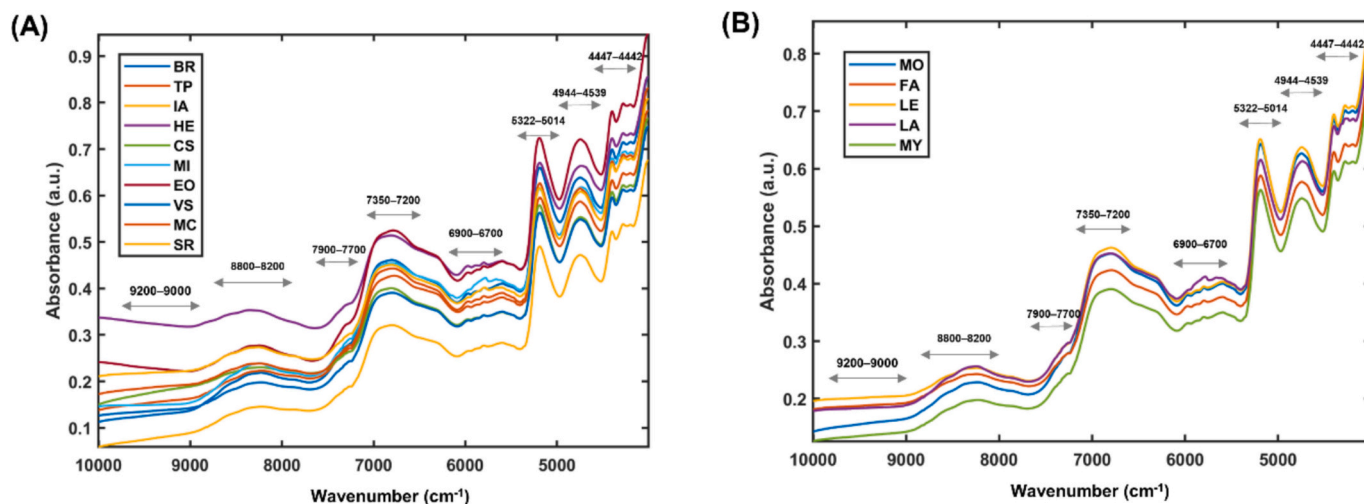 (A)
BR
TP
IA
HE
CS
MI
EO
VS
MC
SR
9200–9000
8800–8200
7900–7700
7350–7200
6900–6700
5322–5014
4944–4539
4447–4442
0.9
0.8
0.7
0.6
0.5
0.4
0.3
0.2
0.1
Absorbance (a.u.)
10000 9000 8000 7000 6000 5000
Wavenumber (cm⁻¹)
(B)
MO
FA
LE
LA
MY
9200–9000
8800–8200
7900–7700
7350–7200
6900–6700
5322–5014
4944–4539
4447–4442
0.8
0.7
0.6
0.5
0.4
0.3
0.2
Absorbance (a.u.)
10000 9000 8000 7000 6000 5000
Wavenumber (cm⁻¹)